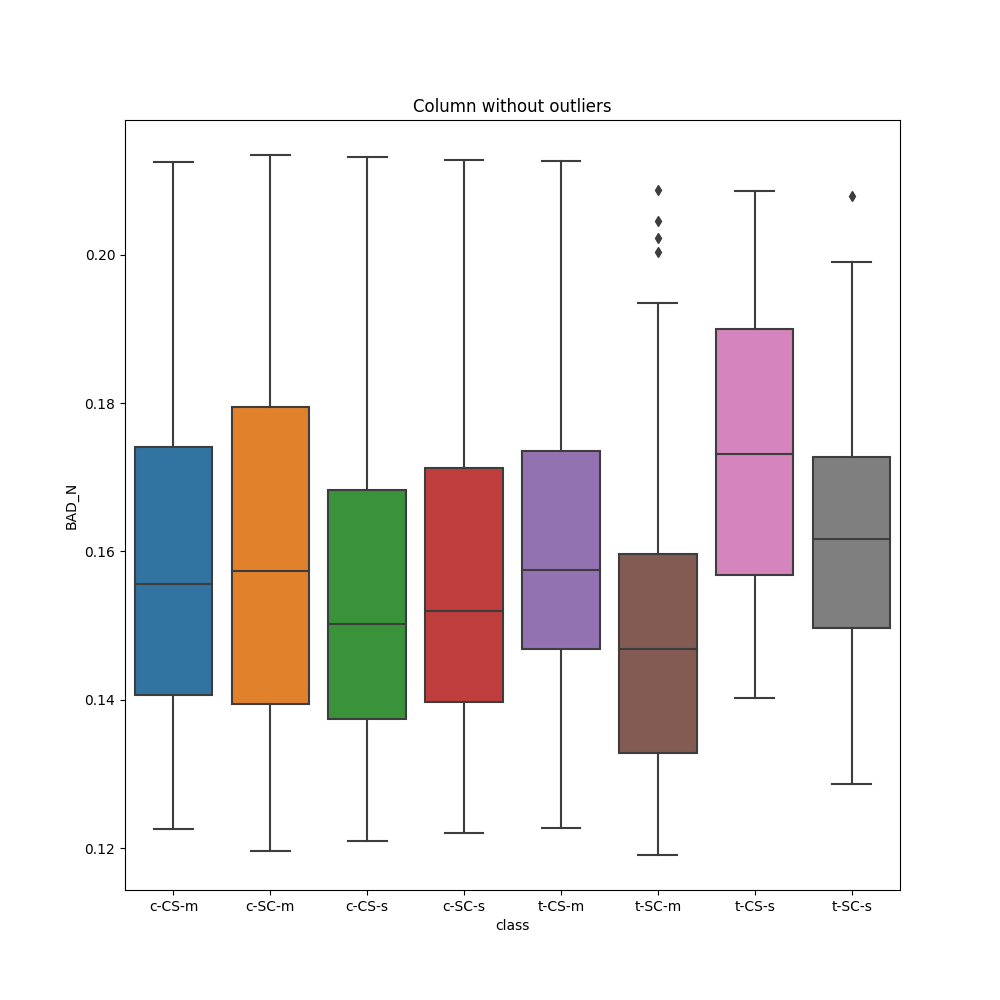 Column without outliers
BAD_N
0.20
0.18
0.16
0.14
0.12
c-CS-m c-SC-m c-CS-s c-SC-s t-CS-m t-SC-m t-CS-s t-SC-s
class